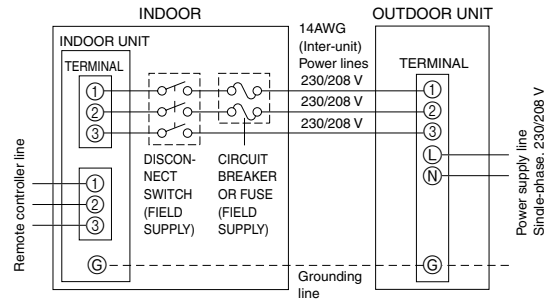 INDOOR
OUTDOOR UNIT
INDOOR UNIT
TERMINAL
1
2
3
1
2
3
G
Remote controller line
DISCON-
NECT
SWITCH
(FIELD
SUPPLY)
CIRCUIT
BREAKER
OR FUSE
(FIELD
SUPPLY)
14AWG
(Inter-unit)
Power lines
230/208 V
230/208 V
230/208 V
Grounding
line
TERMINAL
1
2
3
L
N
G
Power supply line
Single-phase, 230/208 V